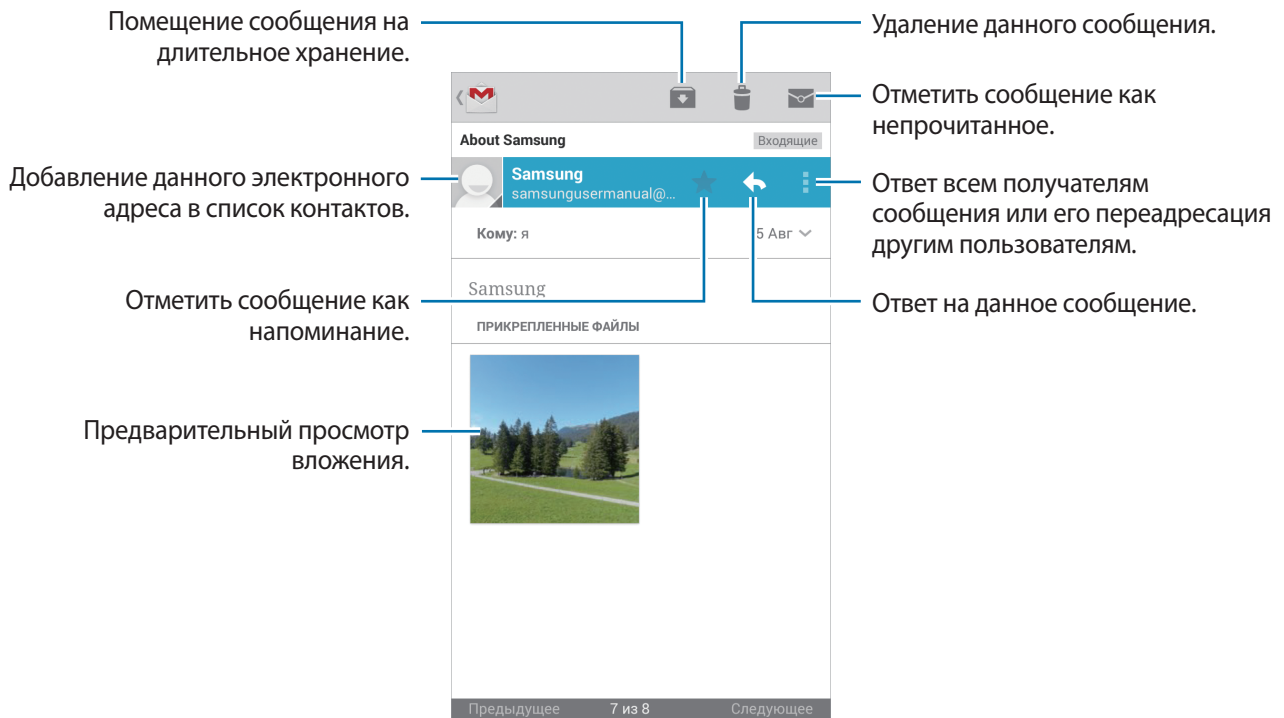 Помещение сообщения на
длительное хранение.
Удаление данного сообщения.
Отметить сообщение как
непрочитанное.
About Samsung
Входящие
Добавление данного электронного
адреса в список контактов.
Samsung
samsungusermanual@...
Ответ всем получателям
сообщения или его переадресация
другим пользователям.
Кому: я
5 Авг
Отметить сообщение как
напоминание.
Samsung
Ответ на данное сообщение.
ПРИКРЕПЛЕННЫЕ ФАЙЛЫ
Предварительный просмотр
вложения.
Предыдущее 7 из 8 Следующее